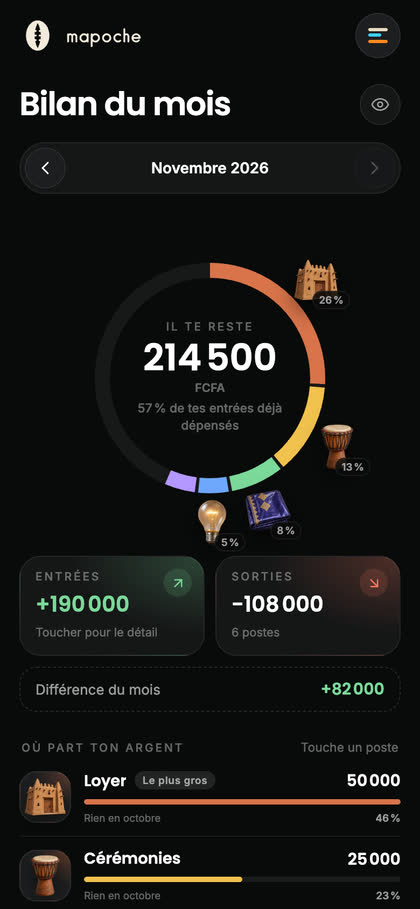 mapoche
Bilan du mois
Novembre 2026
26 %
IL TE RESTE
214 500
FCFA
57 % de tes entrées déjà
dépensés
13 %
8 %
5 %
ENTRÉES
+190 000
Toucher pour le détail
SORTIES
−108 000
6 postes
Différence du mois
+82 000
OÙ PART TON ARGENT
Touche un poste
Loyer
Le plus gros
50 000
Rien en octobre
46 %
Cérémonies
25 000
Rien en octobre
23 %